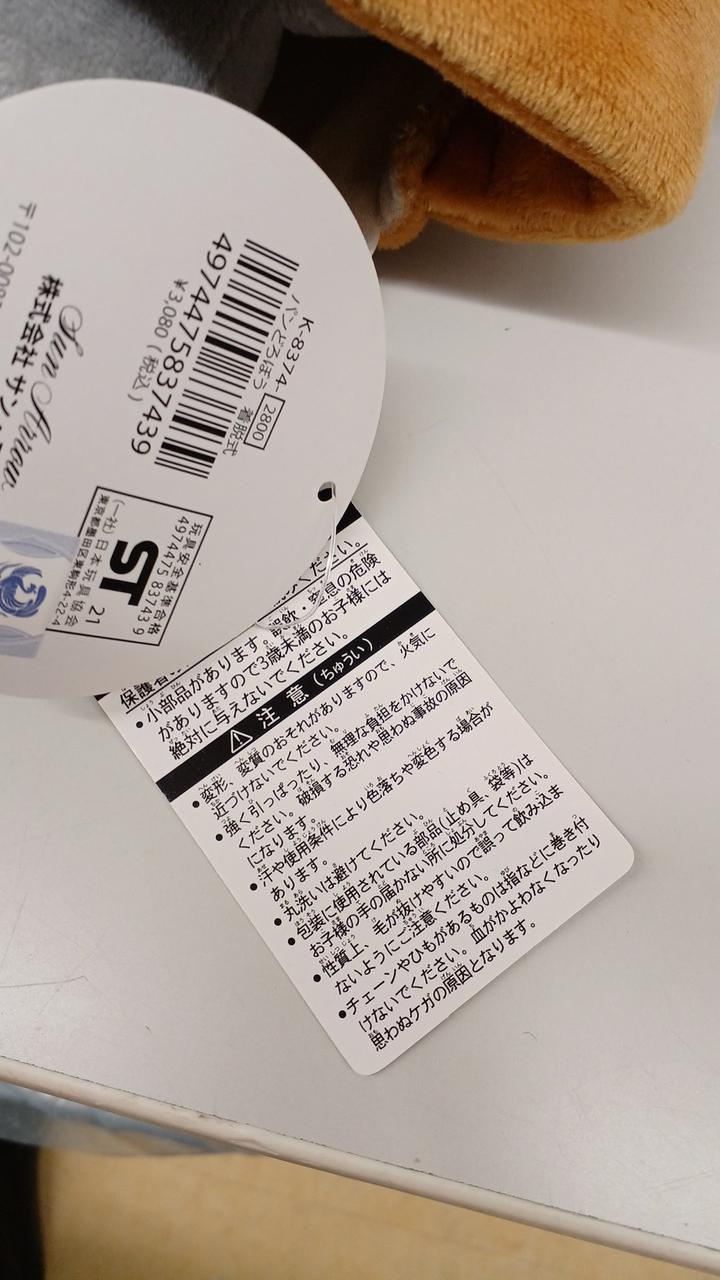 K-8374-
2800
パンどろぼう 着脱式
4974475837439
¥3,080(税込)
Sun Arrow
株式会社 サン・
〒102-00
玩具安全基準合格
4974475 83743 9
ST
21
(一社)日本玩具協会
東京都墨田区東駒形4-22-4
ください。
保護者
•小部品があります。誤飲・窒息の危険
がありますので3歳未満のお子様には
絶対に与えないでください。
注意(ちゅうい)
•変形、変質のおそれがありますので、火気に
近づけないでください。
•強く引っぱったり、無理な負担をかけないで
ください。破損する恐れや思わぬ事故の原因
になります。
•汗や使用条件により色落ちや変色する場合が
あります。
•丸洗いは避けてください。
•包装に使用されている部品(止め具、袋等)は
お子様の手の届かない所に処分してください。
•性質上、毛が抜けやすいので誤って飲み込ま
ないようにご注意ください。
•チェーンやひもがあるものは指などに巻き付
けないでください。血がかよわなくなったり
思わぬケガの原因となります。